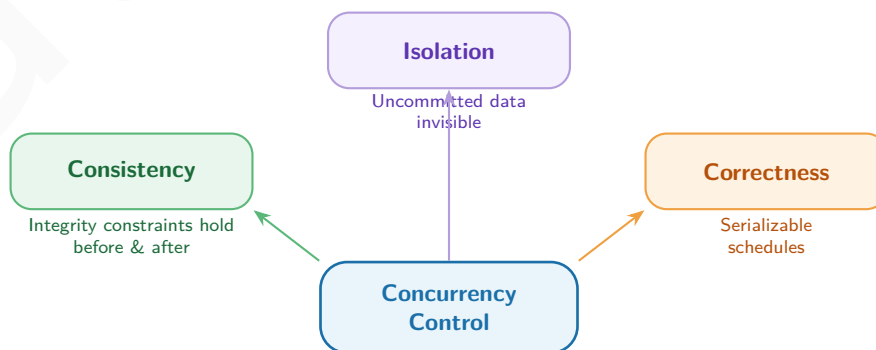 Isolation
Uncommitted data
invisible
Consistency
Integrity constraints hold
before & after
Correctness
Serializable
schedules
Concurrency
Control